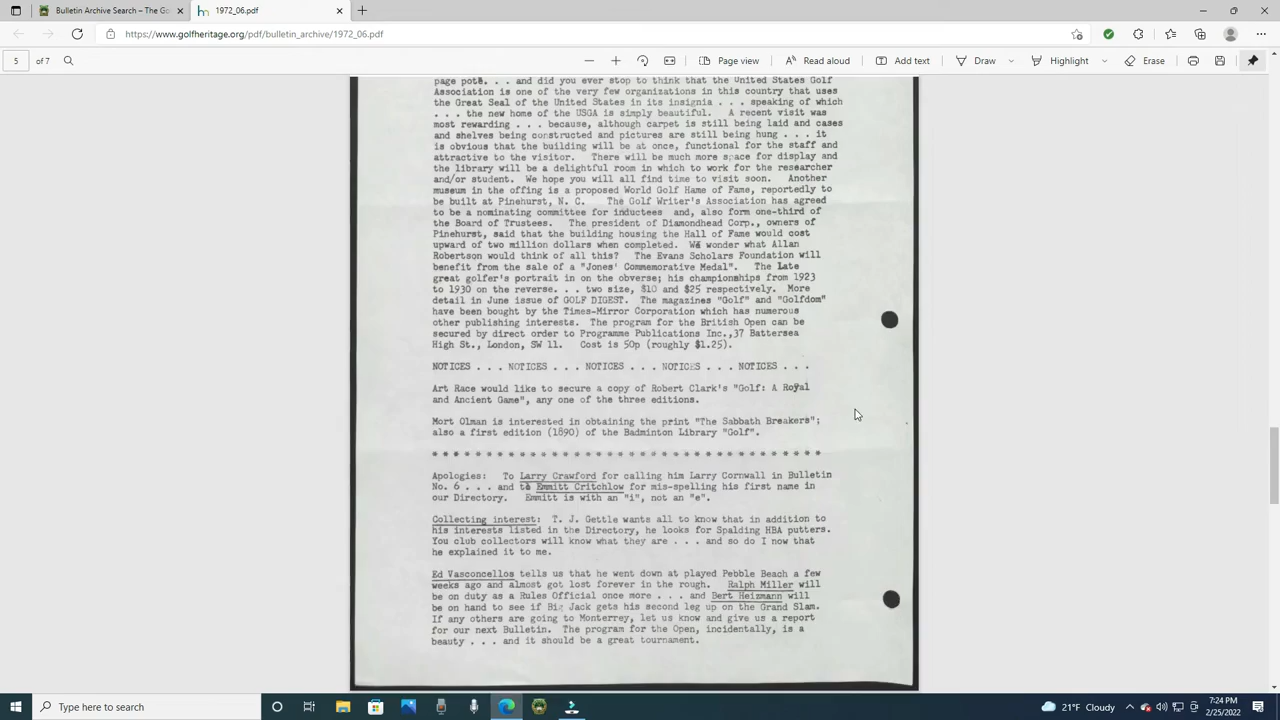 Bulletin Archive Search – The Go
1972_06.pdf
https://www.golfheritage.org/pdf/bulletin_archive/1972_06.pdf
5 of 7
Page view
Read aloud
Add text
Draw
Highlight
Erase
page pote. . . and did you ever stop to think that the United States Golf
Association is one of the very few organizations in this country that uses
the Great Seal of the United States in its insignia . . . speaking of which
. . . the new home of the USGA is simply beautiful. A recent visit was
most rewarding . . . because, although carpet is still being laid and cases
and shelves being constructed and pictures are still being hung . . . it
is obvious that the building will be at once, functional for the staff and
attractive to the visitor. There will be much more space for display and
the library will be a delightful room in which to work for the researcher
and/or student. We hope you will all find time to visit soon. Another
museum in the offing is a proposed World Golf Hame of Fame, reportedly to
be built at Pinehurst, N. C. The Golf Writer's Association has agreed
to be a nominating committee for inductees and, also form one-third of
the Board of Trustees. The president of Diamondhead Corp., owners of
Pinehurst, said that the building housing the Hall of Fame would cost
upward of two million dollars when completed. We wonder what Allan
Robertson would think of all this? The Evans Scholars Foundation will
benefit from the sale of a "Jones' Commemorative Medal". The Late
great golfer's portrait in on the obverse; his championships from 1923
to 1930 on the reverse. . . two size, $10 and $25 respectively. More
detail in June issue of GOLF DIGEST. The magazines "Golf" and "Golfdom"
have been bought by the Times-Mirror Corporation which has numerous
other publishing interests. The program for the British Open can be
secured by direct order to Programme Publications Inc.,37 Battersea
High St., London, SW 11. Cost is 50p (roughly $1.25).
NOTICES . . . NOTICES . . . NOTICES . . . NOTICES . . . NOTICES . . .
Art Race would like to secure a copy of Robert Clark's "Golf: A Royal
and Ancient Game", any one of the three editions.
Mort Olman is interested in obtaining the print "The Sabbath Breakers";
also a first edition (1890) of the Badminton Library "Golf".
* * * * * * * * * * * * * * * * * * * * * * * * * * * * * * * * * * * *
Apologies: To Larry Crawford for calling him Larry Cornwall in Bulletin
No. 6 . . . and to Emmitt Critchlow for mis-spelling his first name in
our Directory. Emmitt is with an "i", not an "e".
Collecting interest: T. J. Gettle wants all to know that in addition to
his interests listed in the Directory, he looks for Spalding HBA putters.
You club collectors will know what they are . . . and so do I now that
he explained it to me.
Ed Vasconcellos tells us that he went down at played Pebble Beach a few
weeks ago and almost got lost forever in the rough. Ralph Miller will
be on duty as a Rules Official once more . . . and Bert Heizmann will
be on hand to see if Big Jack gets his second leg up on the Grand Slam.
If any others are going to Monterrey, let us know and give us a report
for our next Bulletin. The program for the Open, incidentally, is a
beauty . . . and it should be a great tournament.
Type here to search
21°F Cloudy
7:24 PM
2/25/2022